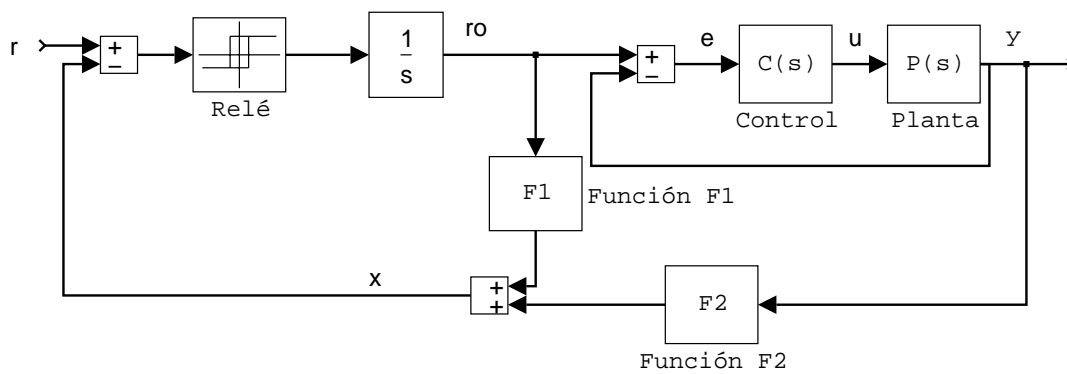 r
+
−
Relé
1
s
ro
+
−
e
C(s)
Control
u
P(s)
Planta
y
F1
Función F1
x
+
+
F2
Función F2